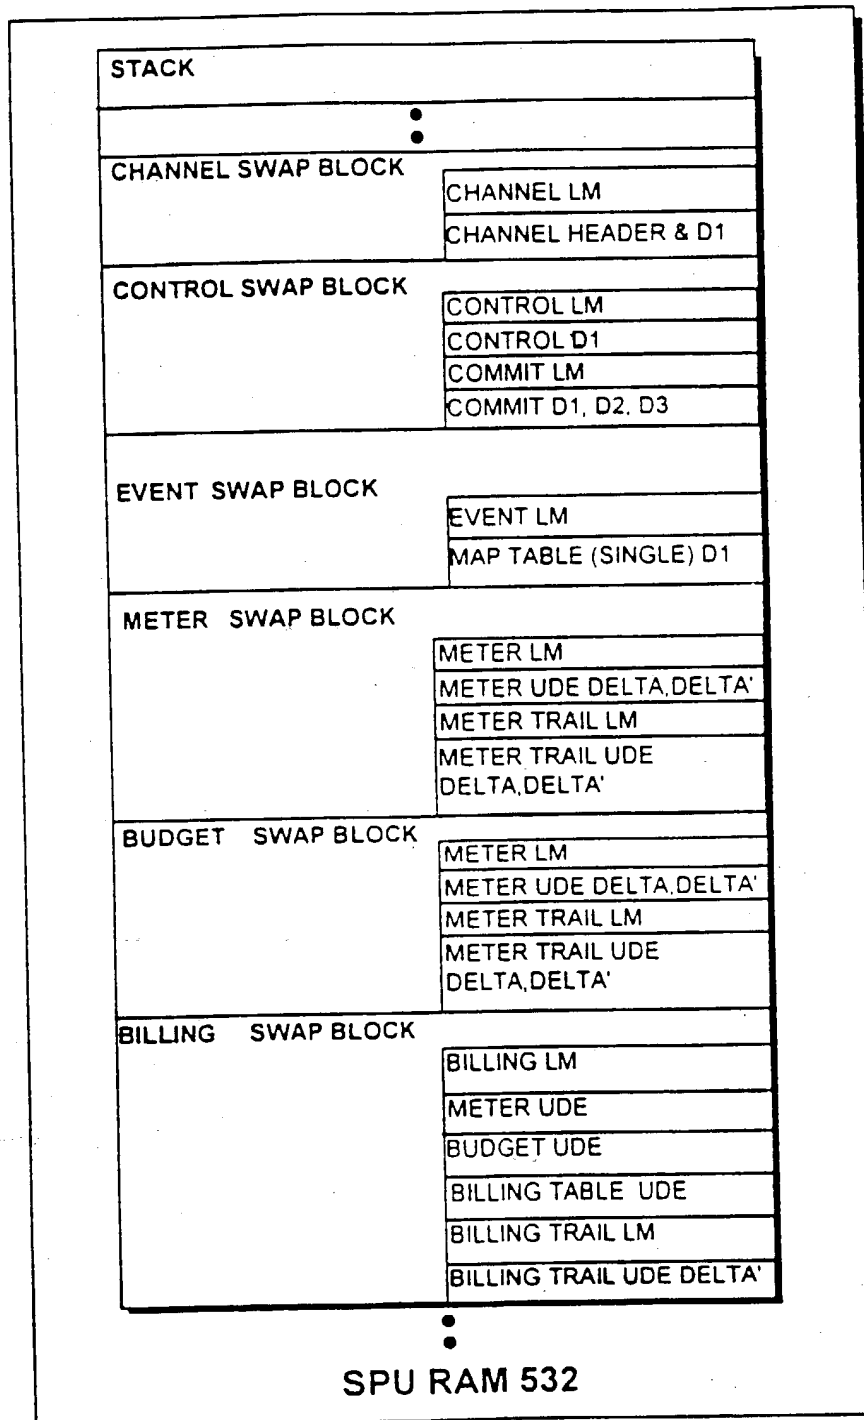 STACK
CHANNEL SWAP BLOCK
CHANNEL LM
CHANNEL HEADER & D1
CONTROL SWAP BLOCK
CONTROL LM
CONTROL D1
COMMIT LM
COMMIT D1, D2, D3
EVENT SWAP BLOCK
EVENT LM
MAP TABLE (SINGLE) D1
METER SWAP BLOCK
METER LM
METER UDE DELTA,DELTA'
METER TRAIL LM
METER TRAIL UDE
DELTA,DELTA'
BUDGET SWAP BLOCK
METER LM
METER UDE DELTA,DELTA'
METER TRAIL LM
METER TRAIL UDE
DELTA,DELTA'
BILLING SWAP BLOCK
BILLING LM
METER UDE
BUDGET UDE
BILLING TABLE UDE
BILLING TRAIL LM
BILLING TRAIL UDE DELTA'
SPU RAM 532